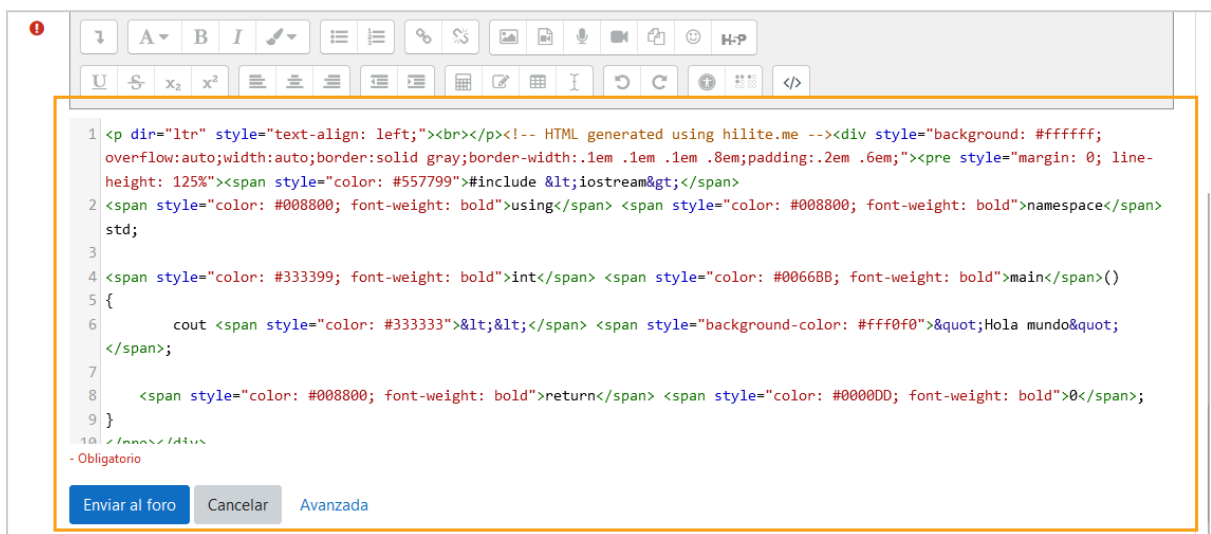 A B I H-P
U S x₂ x² </>
1 <p dir="ltr" style="text-align: left;"><br></p><!-- HTML generated using hilite.me --><div style="background: #ffffff;
overflow:auto;width:auto;border:solid gray;border-width:.1em .1em .1em .8em;padding:.2em .6em;"><pre style="margin: 0; line-
height: 125%"><span style="color: #557799">#include &lt;iostream&gt;</span>
2 <span style="color: #008800; font-weight: bold">using</span> <span style="color: #008800; font-weight: bold">namespace</span>
std;
3
4 <span style="color: #333399; font-weight: bold">int</span> <span style="color: #0066BB; font-weight: bold">main</span>()
5 {
6 cout <span style="color: #333333">&lt;&lt;</span> <span style="background-color: #fff0f0">&quot;Hola mundo&quot;
</span>;
7
8 <span style="color: #008800; font-weight: bold">return</span> <span style="color: #0000DD; font-weight: bold">0</span>;
9 }
10 </pre></div>
- Obligatorio
Enviar al foro Cancelar Avanzada